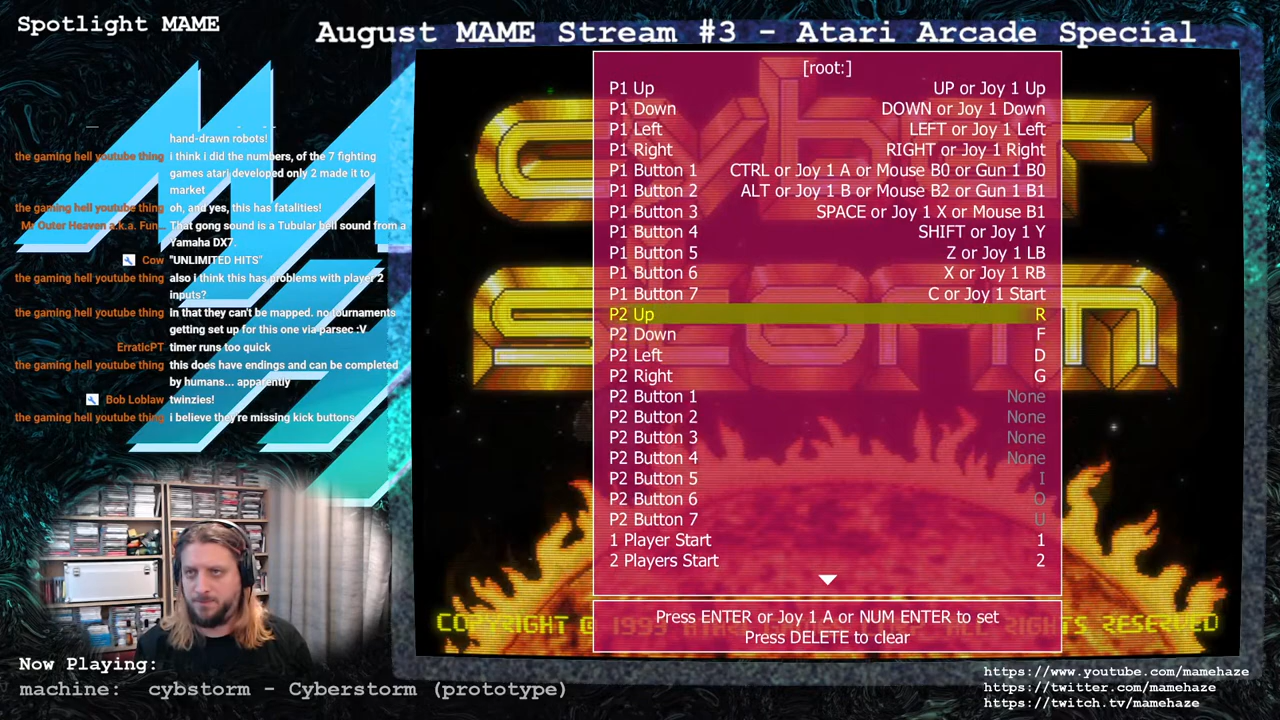 Spotlight MAME
August MAME Stream #3 - Atari Arcade Special
hand-drawn robots!
the gaming hell youtube thing i think i did the numbers, of the 7 fighting
games atari developed only 2 made it to
market
the gaming hell youtube thing oh, and yes, this has fatalities!
Mr Outer Heaven a.k.a. Fun... That gong sound is a Tubular bell sound from a
Yamaha DX7.
Cow "UNLIMITED HITS"
the gaming hell youtube thing also i think this has problems with player 2
inputs?
the gaming hell youtube thing in that they can't be mapped. no tournaments
getting set up for this one via parsec :V
ErraticPT timer runs too quick
the gaming hell youtube thing this does have endings and can be completed
by humans... apparently
Bob Loblaw twinzies!
the gaming hell youtube thing i believe they're missing kick buttons
[root:]
P1 Up UP or Joy 1 Up
P1 Down DOWN or Joy 1 Down
P1 Left LEFT or Joy 1 Left
P1 Right RIGHT or Joy 1 Right
P1 Button 1 CTRL or Joy 1 A or Mouse B0 or Gun 1 B0
P1 Button 2 ALT or Joy 1 B or Mouse B2 or Gun 1 B1
P1 Button 3 SPACE or Joy 1 X or Mouse B1
P1 Button 4 SHIFT or Joy 1 Y
P1 Button 5 Z or Joy 1 LB
P1 Button 6 X or Joy 1 RB
P1 Button 7 C or Joy 1 Start
P2 Up R
P2 Down F
P2 Left D
P2 Right G
P2 Button 1 None
P2 Button 2 None
P2 Button 3 None
P2 Button 4 None
P2 Button 5 I
P2 Button 6 O
P2 Button 7 U
1 Player Start 1
2 Players Start 2
Press ENTER or Joy 1 A or NUM ENTER to set
Press DELETE to clear
Cyber
Storm
COPYRIGHT © 1993 ALL RIGHTS RESERVED
Now Playing:
machine: cybstorm - Cyberstorm (prototype)
https://www.youtube.com/mamehaze
https://twitter.com/mamehaze
https://twitch.tv/mamehaze